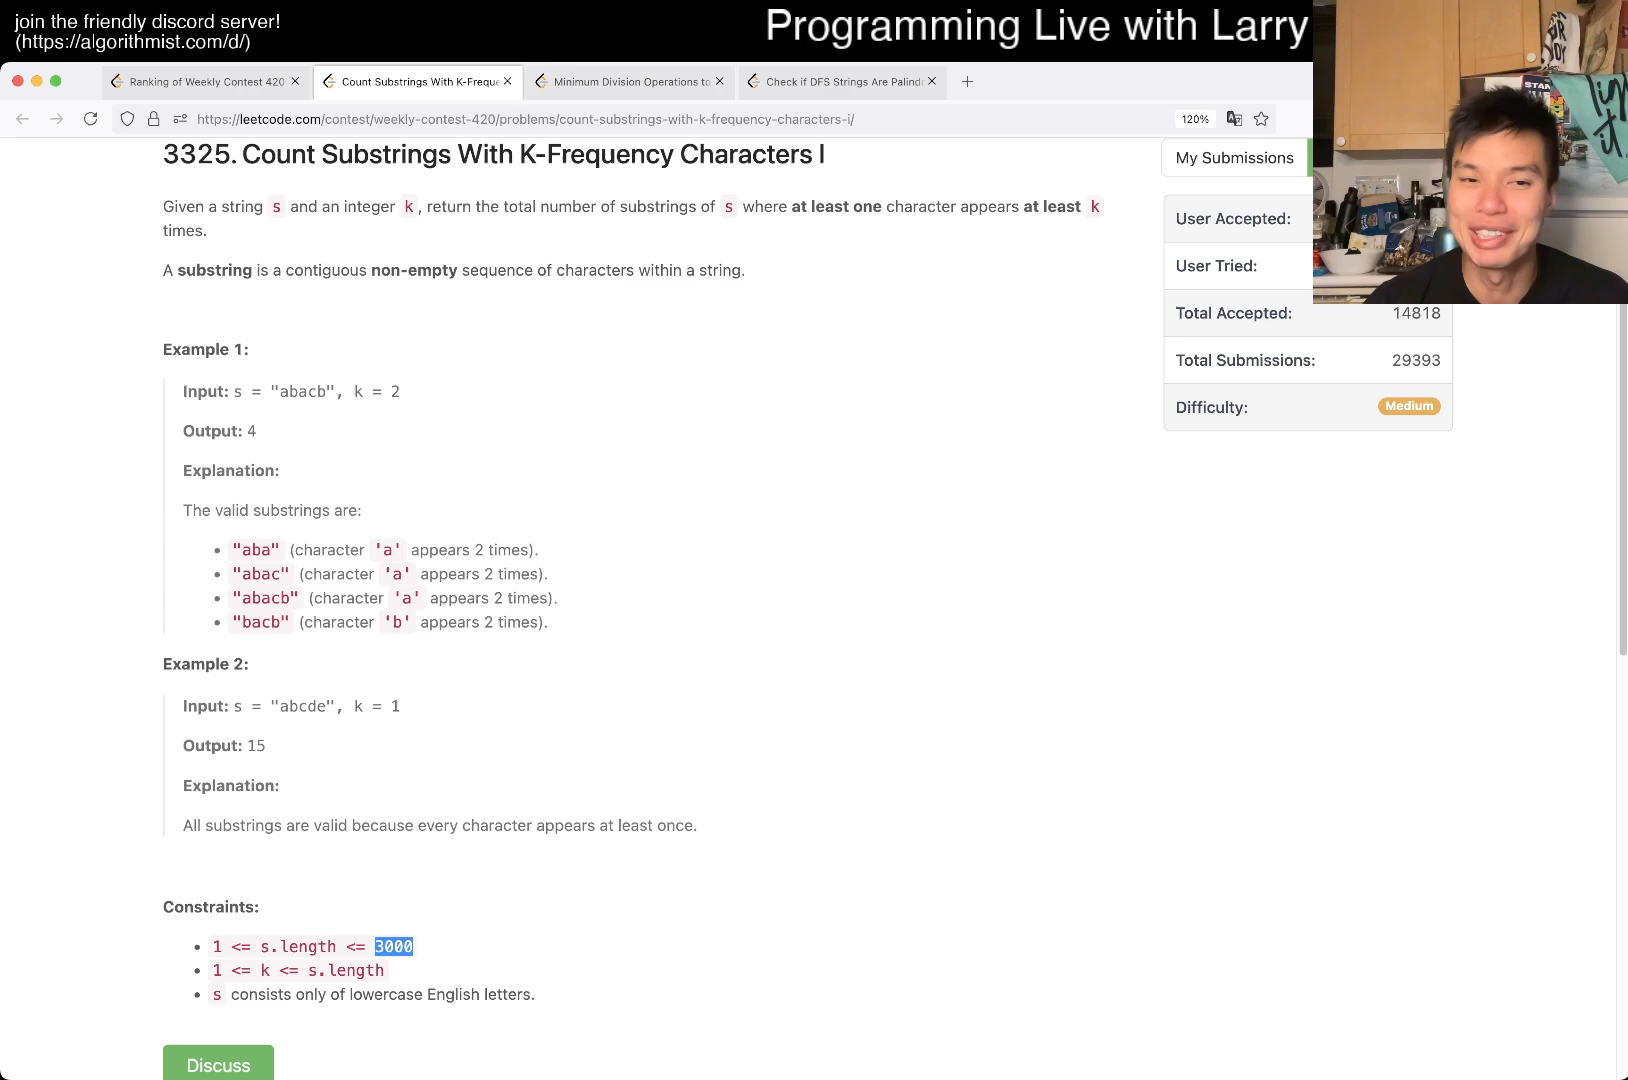 join the friendly discord server!
(https://algorithmist.com/d/)
Programming Live with Larry
Ranking of Weekly Contest 420
Count Substrings With K-Freque
Minimum Division Operations to
Check if DFS Strings Are Palind
https://leetcode.com/contest/weekly-contest-420/problems/count-substrings-with-k-frequency-characters-i/
120%
3325. Count Substrings With K-Frequency Characters I
My Submissions
Given a string s and an integer k, return the total number of substrings of s where at least one character appears at least k
times.
A substring is a contiguous non-empty sequence of characters within a string.
User Accepted:
User Tried:
Total Accepted: 14818
Total Submissions: 29393
Difficulty: Medium
Example 1:
Input: s = "abacb", k = 2
Output: 4
Explanation:
The valid substrings are:
• "aba" (character 'a' appears 2 times).
• "abac" (character 'a' appears 2 times).
• "abacb" (character 'a' appears 2 times).
• "bacb" (character 'b' appears 2 times).
Example 2:
Input: s = "abcde", k = 1
Output: 15
Explanation:
All substrings are valid because every character appears at least once.
Constraints:
• 1 <= s.length <= 3000
• 1 <= k <= s.length
• s consists only of lowercase English letters.
Discuss